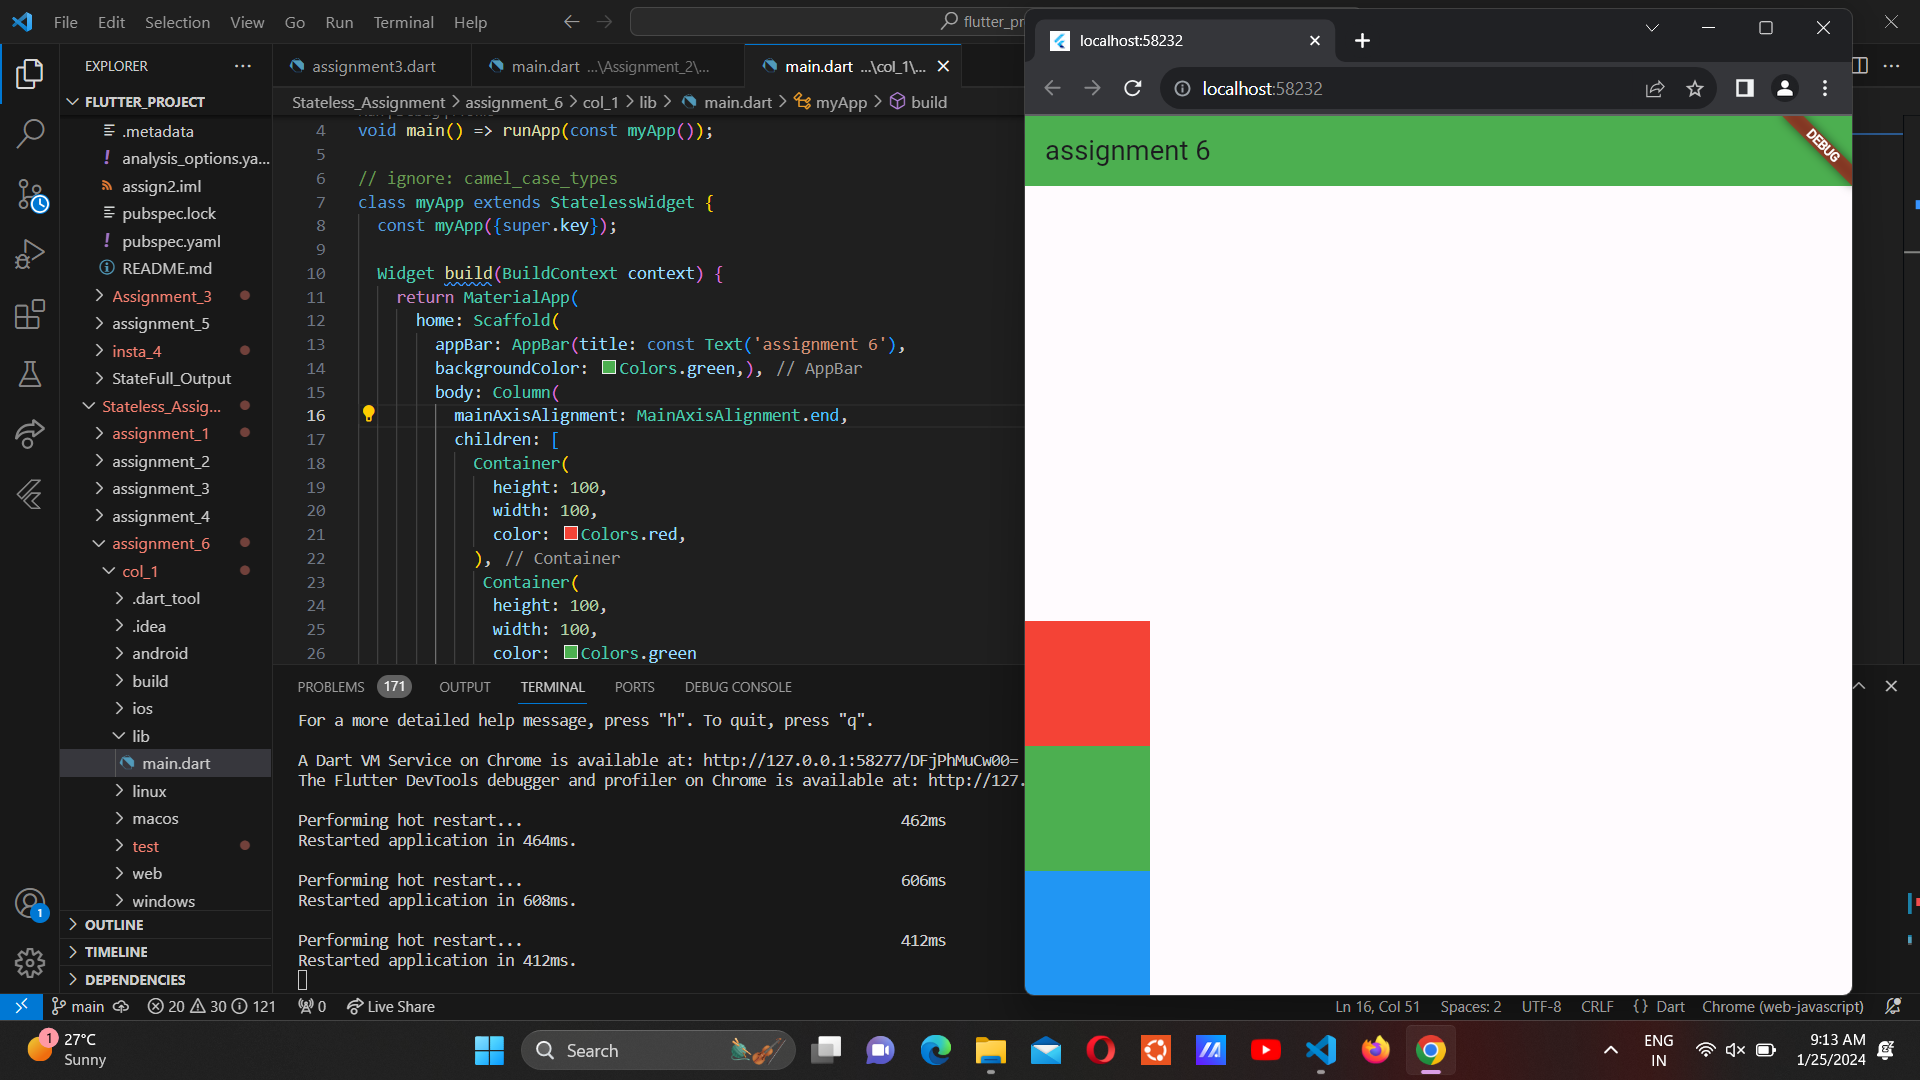 File Edit Selection View Go Run Terminal Help
flutter_pr
EXPLORER
FLUTTER_PROJECT
.metadata
analysis_options.ya...
assign2.iml
pubspec.lock
pubspec.yaml
README.md
Assignment_3
assignment_5
insta_4
StateFull_Output
Stateless_Assig...
assignment_1
assignment_2
assignment_3
assignment_4
assignment_6
col_1
.dart_tool
.idea
android
build
ios
lib
main.dart
linux
macos
test
web
windows
OUTLINE
TIMELINE
DEPENDENCIES
assignment3.dart
main.dart ...\Assignment_2\...
main.dart ...\col_1\...
Stateless_Assignment > assignment_6 > col_1 > lib > main.dart > myApp > build
4 void main() => runApp(const myApp());
5
6 // ignore: camel_case_types
7 class myApp extends StatelessWidget {
8 const myApp({super.key});
9
10 Widget build(BuildContext context) {
11 return MaterialApp(
12 home: Scaffold(
13 appBar: AppBar(title: const Text('assignment 6'),
14 backgroundColor: Colors.green,), // AppBar
15 body: Column(
16 mainAxisAlignment: MainAxisAlignment.end,
17 children: [
18 Container(
19 height: 100,
20 width: 100,
21 color: Colors.red,
22 ), // Container
23 Container(
24 height: 100,
25 width: 100,
26 color: Colors.green
PROBLEMS 171 OUTPUT TERMINAL PORTS DEBUG CONSOLE
For a more detailed help message, press "h". To quit, press "q".
A Dart VM Service on Chrome is available at: http://127.0.0.1:58277/DFjPhMuCw00=
The Flutter DevTools debugger and profiler on Chrome is available at: http://127.
Performing hot restart... 462ms
Restarted application in 464ms.
Performing hot restart... 606ms
Restarted application in 608ms.
Performing hot restart... 412ms
Restarted application in 412ms.
localhost:58232
localhost:58232
assignment 6
DEBUG
1
main 20 30 121 0 Live Share
Ln 16, Col 51 Spaces: 2 UTF-8 CRLF {} Dart Chrome (web-javascript)
1
27°C
Sunny
Search
ENG
IN
9:13 AM
1/25/2024